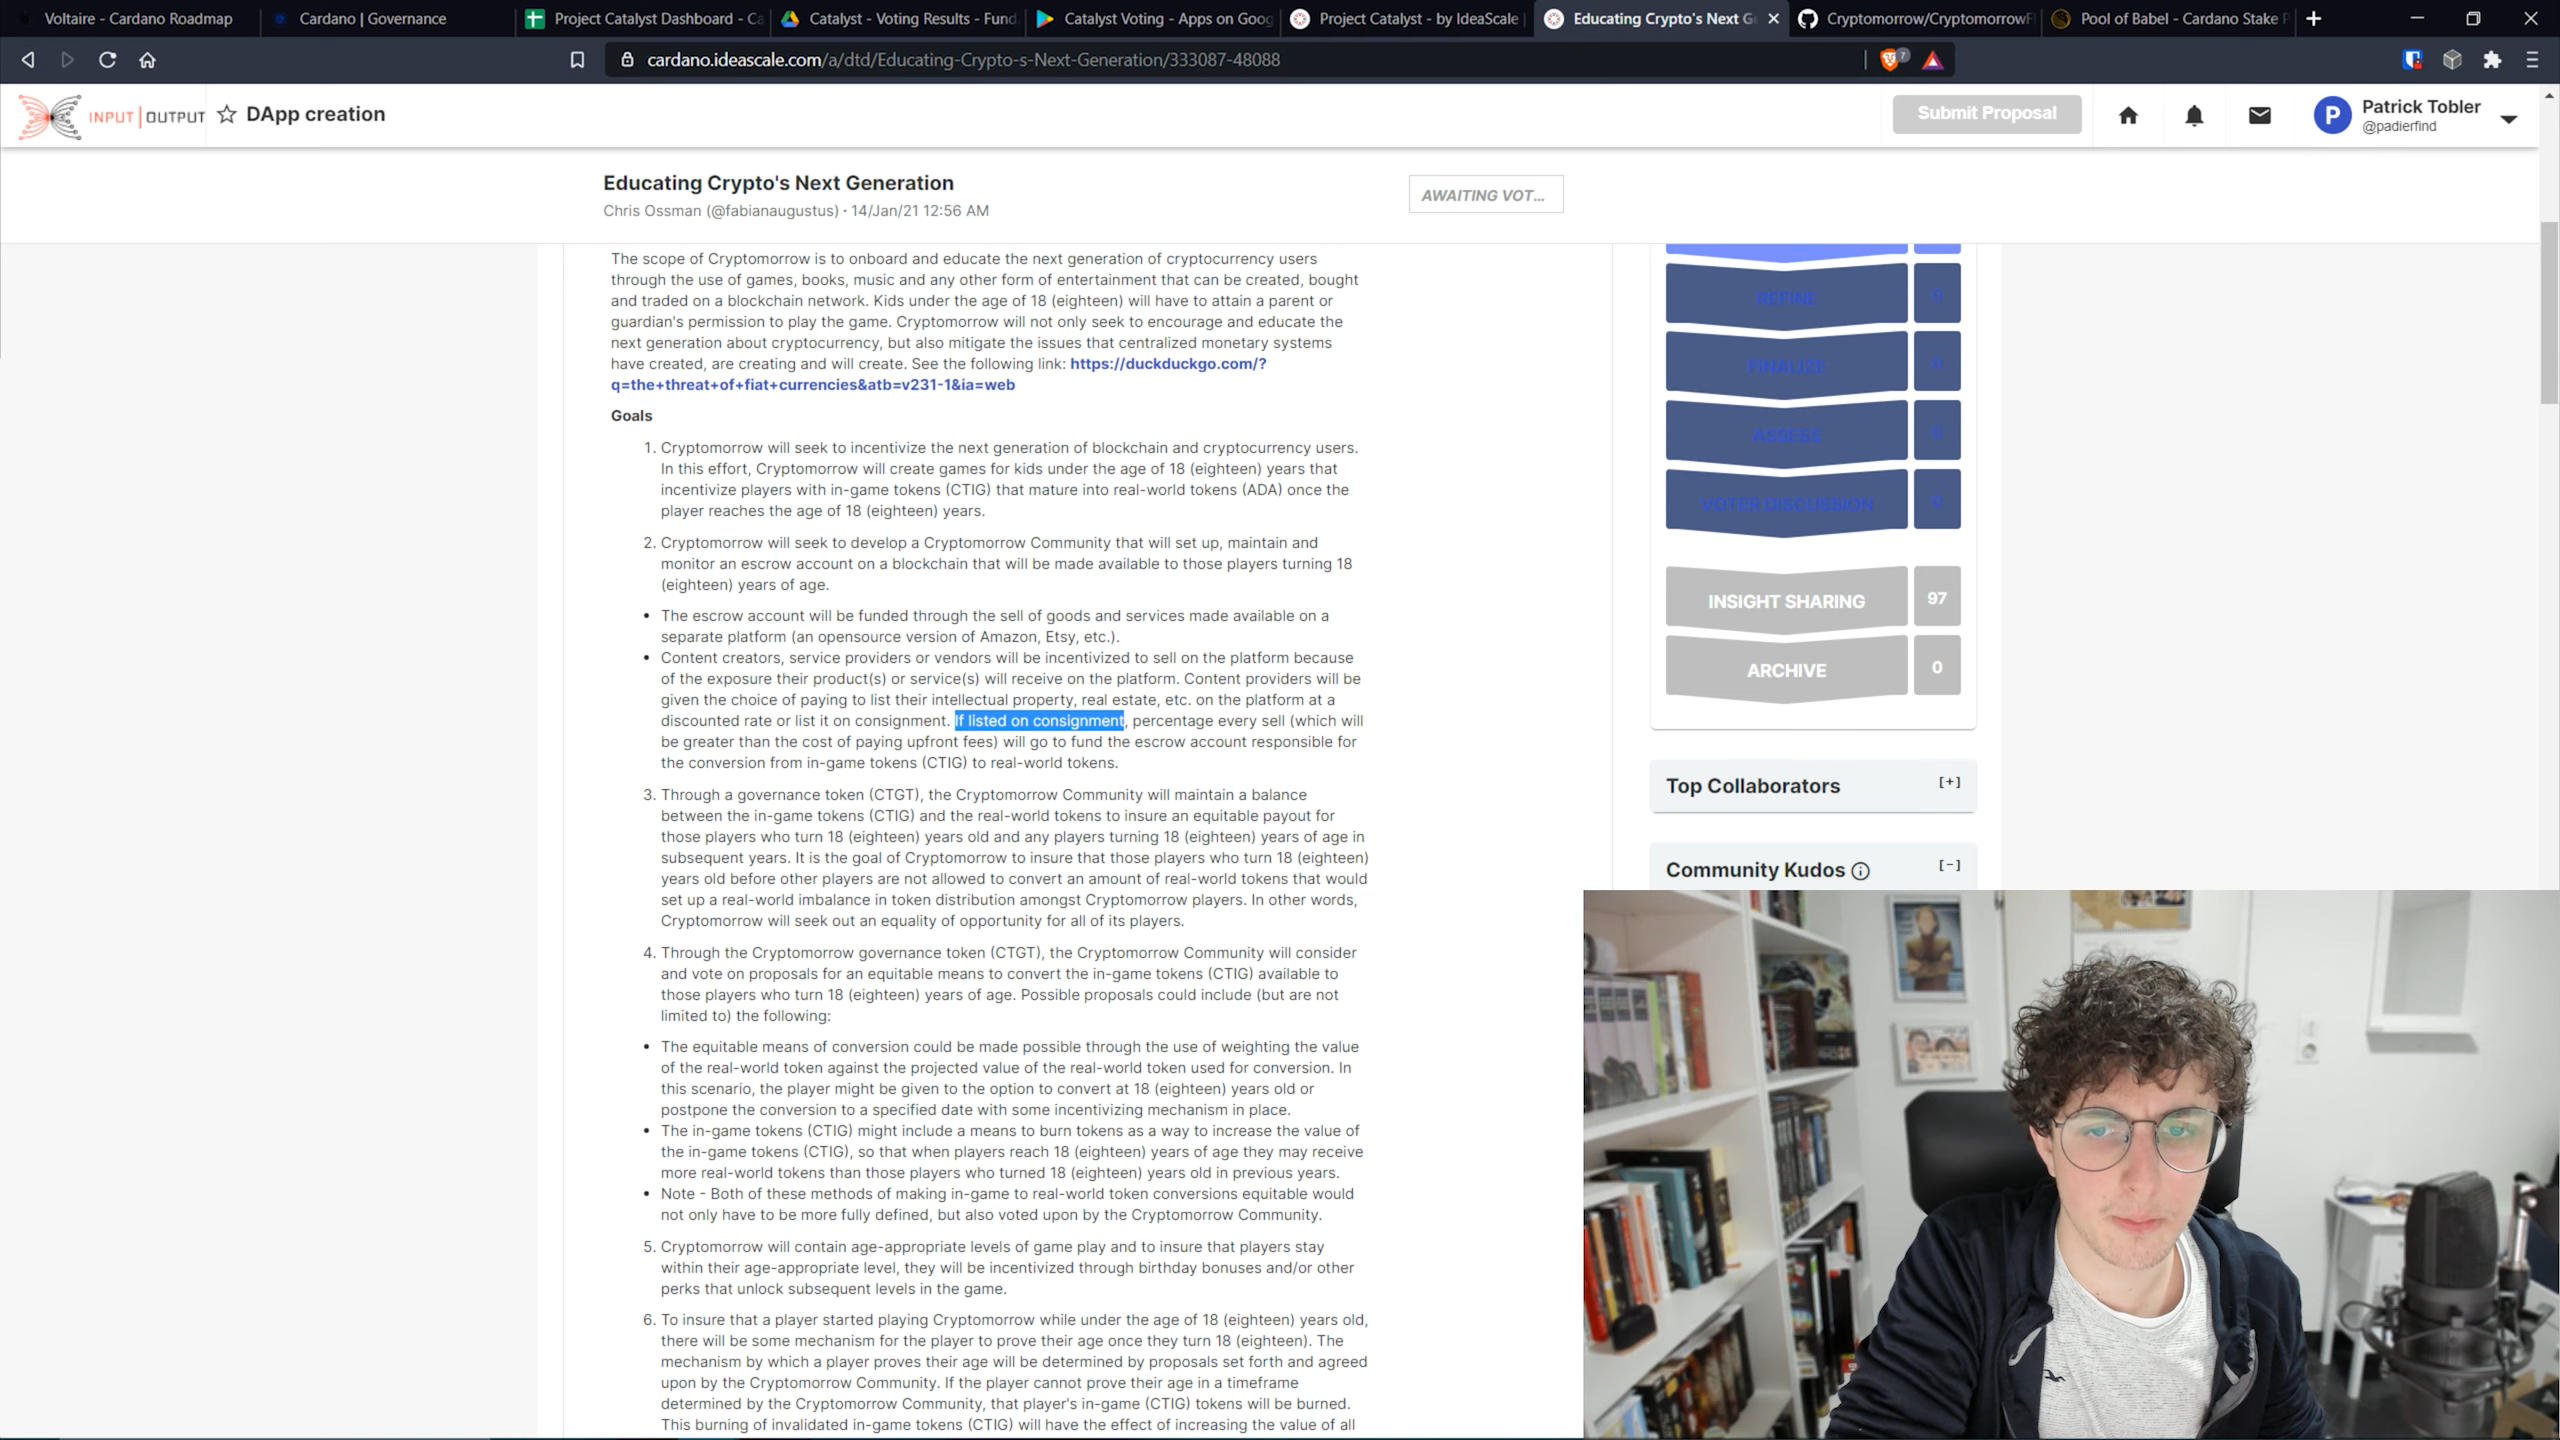 Voltaire - Cardano Roadmap
Cardano | Governance
Project Catalyst Dashboard - Ca
Catalyst - Voting Results - Fund
Catalyst Voting - Apps on Goog
Project Catalyst - by IdeaScale
Educating Crypto's Next G
Cryptomorrow/CryptomorrowF
Pool of Babel - Cardano Stake P
cardano.ideascale.com/a/dtd/Educating-Crypto-s-Next-Generation/333087-48088
7
INPUT | OUTPUT
DApp creation
Submit Proposal
P
Patrick Tobler
@padierfind
Educating Crypto's Next Generation
Chris Ossman (@fabianaugustus) · 14/Jan/21 12:56 AM
AWAITING VOT...
The scope of Cryptomorrow is to onboard and educate the next generation of cryptocurrency users
through the use of games, books, music and any other form of entertainment that can be created, bought
and traded on a blockchain network. Kids under the age of 18 (eighteen) will have to attain a parent or
guardian's permission to play the game. Cryptomorrow will not only seek to encourage and educate the
next generation about cryptocurrency, but also mitigate the issues that centralized monetary systems
have created, are creating and will create. See the following link: https://duckduckgo.com/?
q=the+threat+of+fiat+currencies&atb=v231-1&ia=web
Goals
1. Cryptomorrow will seek to incentivize the next generation of blockchain and cryptocurrency users.
In this effort, Cryptomorrow will create games for kids under the age of 18 (eighteen) years that
incentivize players with in-game tokens (CTIG) that mature into real-world tokens (ADA) once the
player reaches the age of 18 (eighteen) years.
2. Cryptomorrow will seek to develop a Cryptomorrow Community that will set up, maintain and
monitor an escrow account on a blockchain that will be made available to those players turning 18
(eighteen) years of age.
• The escrow account will be funded through the sell of goods and services made available on a
separate platform (an opensource version of Amazon, Etsy, etc.).
• Content creators, service providers or vendors will be incentivized to sell on the platform because
of the exposure their product(s) or service(s) will receive on the platform. Content providers will be
given the choice of paying to list their intellectual property, real estate, etc. on the platform at a
discounted rate or list it on consignment. If listed on consignment, percentage every sell (which will
be greater than the cost of paying upfront fees) will go to fund the escrow account responsible for
the conversion from in-game tokens (CTIG) to real-world tokens.
3. Through a governance token (CTGT), the Cryptomorrow Community will maintain a balance
between the in-game tokens (CTIG) and the real-world tokens to insure an equitable payout for
those players who turn 18 (eighteen) years old and any players turning 18 (eighteen) years of age in
subsequent years. It is the goal of Cryptomorrow to insure that those players who turn 18 (eighteen)
years old before other players are not allowed to convert an amount of real-world tokens that would
set up a real-world imbalance in token distribution amongst Cryptomorrow players. In other words,
Cryptomorrow will seek out an equality of opportunity for all of its players.
4. Through the Cryptomorrow governance token (CTGT), the Cryptomorrow Community will consider
and vote on proposals for an equitable means to convert the in-game tokens (CTIG) available to
those players who turn 18 (eighteen) years of age. Possible proposals could include (but are not
limited to) the following:
• The equitable means of conversion could be made possible through the use of weighting the value
of the real-world token against the projected value of the real-world token used for conversion. In
this scenario, the player might be given to the option to convert at 18 (eighteen) years old or
postpone the conversion to a specified date with some incentivizing mechanism in place.
• The in-game tokens (CTIG) might include a means to burn tokens as a way to increase the value of
the in-game tokens (CTIG), so that when players reach 18 (eighteen) years of age they may receive
more real-world tokens than those players who turned 18 (eighteen) years old in previous years.
• Note - Both of these methods of making in-game to real-world token conversions equitable would
not only have to be more fully defined, but also voted upon by the Cryptomorrow Community.
5. Cryptomorrow will contain age-appropriate levels of game play and to insure that players stay
within their age-appropriate level, they will be incentivized through birthday bonuses and/or other
perks that unlock subsequent levels in the game.
6. To insure that a player started playing Cryptomorrow while under the age of 18 (eighteen) years old,
there will be some mechanism for the player to prove their age once they turn 18 (eighteen). The
mechanism by which a player proves their age will be determined by proposals set forth and agreed
upon by the Cryptomorrow Community. If the player cannot prove their age in a timeframe
determined by the Cryptomorrow Community, that player's in-game (CTIG) tokens will be burned.
This burning of invalidated in-game tokens (CTIG) will have the effect of increasing the value of all
REFINE 0
FINALIZE 0
ASSESS 0
VOTER DISCUSSION 0
INSIGHT SHARING 97
ARCHIVE 0
Top Collaborators [+]
Community Kudos [-]